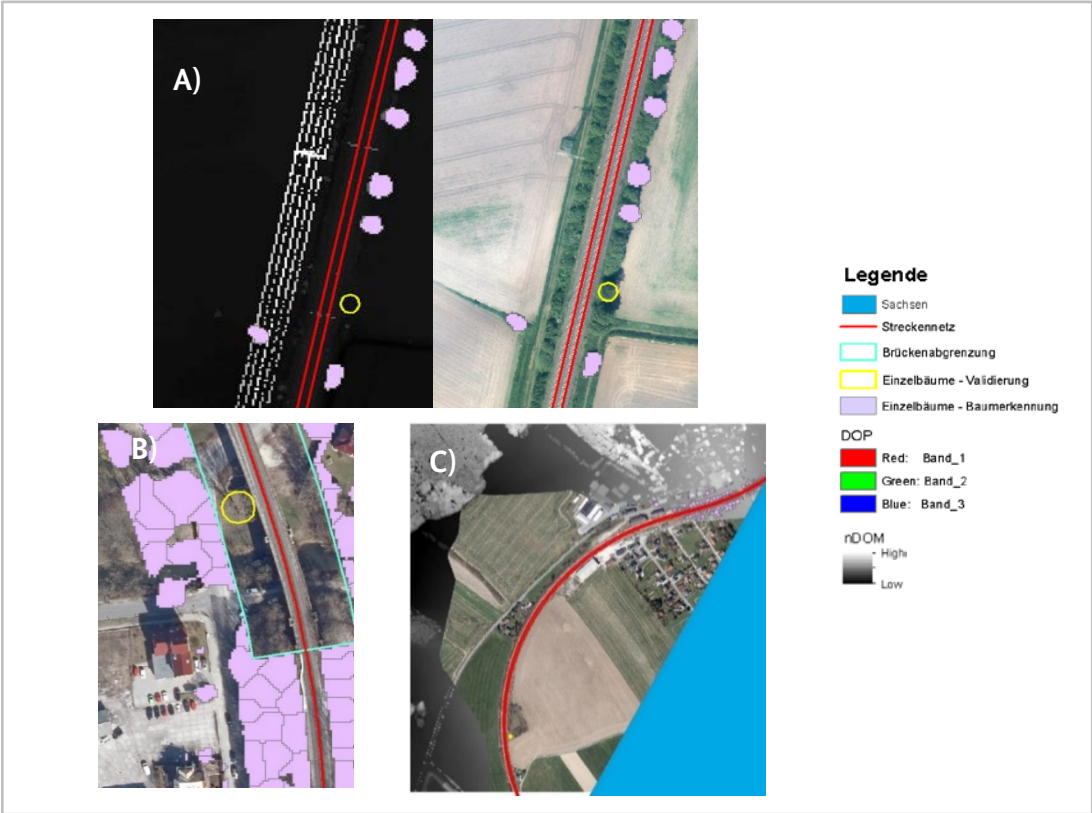 A)
B)
C)
Legende
Sachsen
Streckennetz
Brückenabgrenzung
Einzelbäume - Validierung
Einzelbäume - Baumerkennung
DOP
Red: Band_1
Green: Band_2
Blue: Band_3
nDOM
High
Low